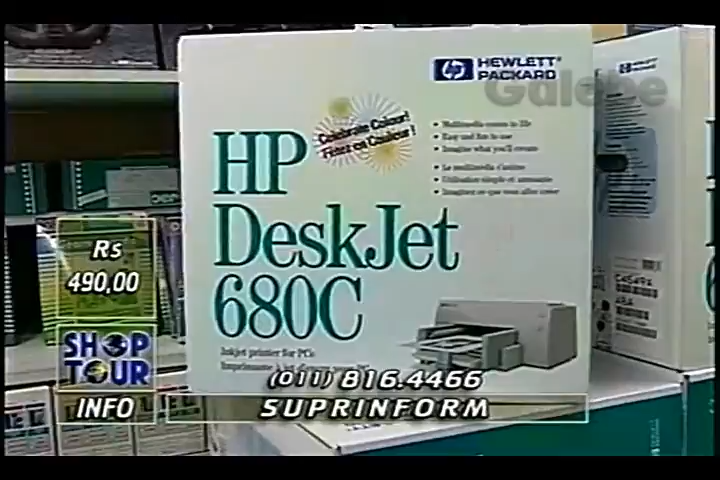 HEWLETT®
PACKARD
Galebe
Celebrate Colour!
Fêtez en Couleur!
HP
DeskJet
680C
• Multimedia comes to life
• Easy and fun to use
• Imagine what you'll create
• Le multimedia s'anime
• Utilisation simple et amusante
• Imaginez ce que vous allez créer
Inkjet printer for PCs
Rs
490,00
SHOP
TOUR
INFO
(011) 816.4466
SUPRINFORM